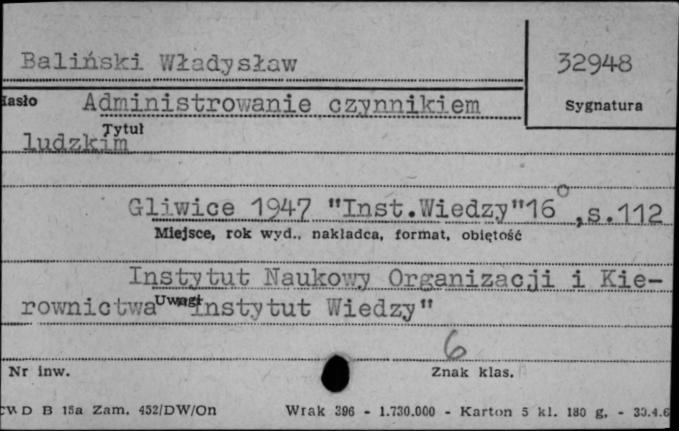 Baliński Władysław
32948
Hasło Administrowanie czynnikiem
Sygnatura
Tytuł
ludzkim
Gliwice 1947 "Inst.Wiedzy"16°,s.112
Miejsce, rok wyd., nakładca, format, objętość
Instytut Naukowy Organizacji i Kie-
rownictwa Uwagi "Instytut Wiedzy"
6
Nr inw.
Znak klas.
CWD B 15a Zam. 452/DW/On Wrak 396 - 1.730.000 - Karton 5 kl. 180 g. - 30.4.6